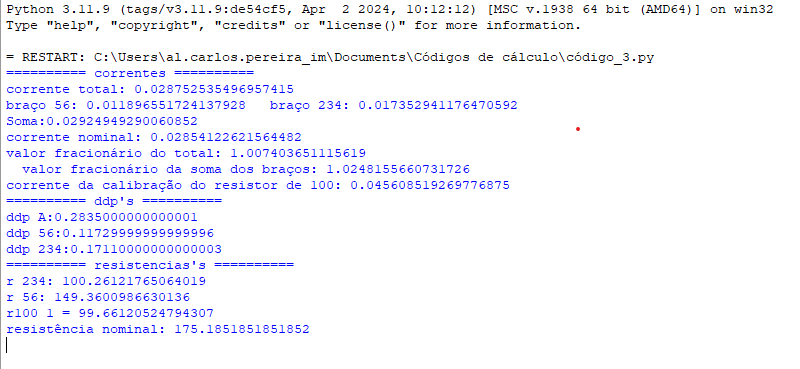 Python 3.11.9 (tags/v3.11.9:de54cf5, Apr  2 2024, 10:12:12) [MSC v.1938 64 bit (AMD64)] on win32
Type "help", "copyright", "credits" or "license()" for more information.
= RESTART: C:\Users\al.carlos.pereira_im\Documents\Códigos de cálculo\código_3.py
========== correntes ==========
corrente total: 0.028752535496957415
braço 56: 0.011896551724137928   braço 234: 0.017352941176470592
Soma:0.02924949290060852
corrente nominal: 0.02854122621564482
valor fracionário do total: 1.007403651115619
  valor fracionário da soma dos braços: 1.0248155660731726
corrente da calibração do resistor de 100: 0.045608519269776875
========== ddp's ==========
ddp A:0.2835000000000001
ddp 56:0.11729999999999996
ddp 234:0.17110000000000003
========== resistencias's ==========
r 234: 100.26121765064019
r 56: 149.3600986630136
r100 1 = 99.66120524794307
resistência nominal: 175.1851851851852